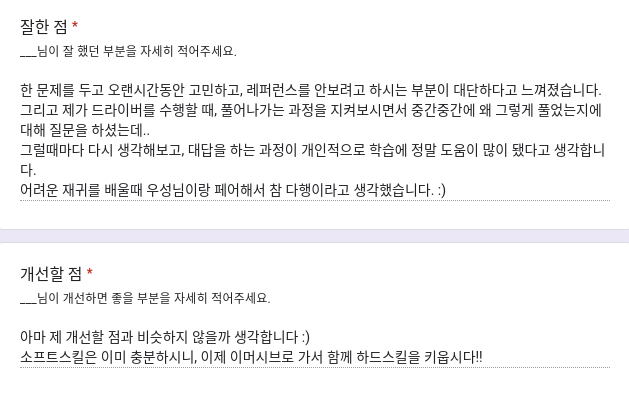 잘한 점 *
___님이 잘 했던 부분을 자세히 적어주세요.
한 문제를 두고 오랜시간동안 고민하고, 레퍼런스를 안보려고 하시는 부분이 대단하다고 느껴졌습니다.
그리고 제가 드라이버를 수행할 때, 풀어나가는 과정을 지켜보시면서 중간중간에 왜 그렇게 풀었는지에
대해 질문을 하셨는데..
그럴때마다 다시 생각해보고, 대답을 하는 과정이 개인적으로 학습에 정말 도움이 많이 됐다고 생각합니
다.
어려운 재귀를 배울때 우성님이랑 페어해서 참 다행이라고 생각했습니다. :)
개선할 점 *
___님이 개선하면 좋을 부분을 자세히 적어주세요.
아마 제 개선할 점과 비슷하지 않을까 생각합니다 :)
소프트스킬은 이미 충분하시니, 이제 이머시브로 가서 함께 하드스킬을 키웁시다!!